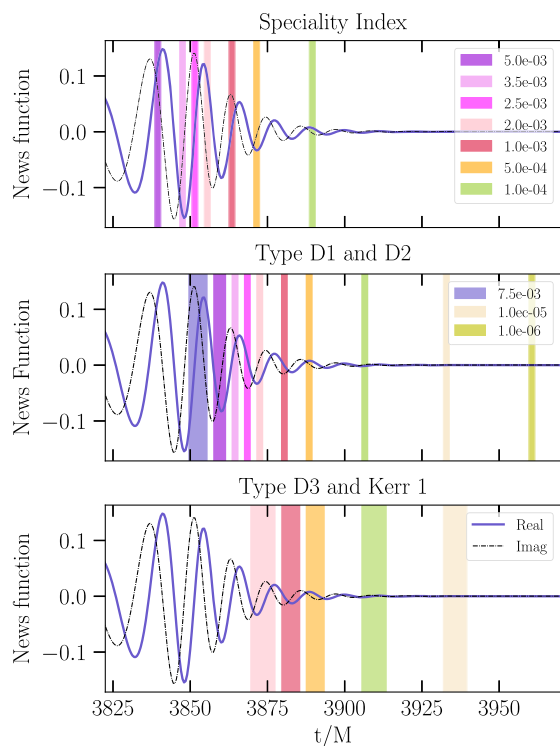 Speciality Index
News function
0.1
0.0
−0.1
5.0e-03
3.5e-03
2.5e-03
2.0e-03
1.0e-03
5.0e-04
1.0e-04
Type D1 and D2
News Function
0.1
0.0
−0.1
7.5e-03
1.0ec-05
1.0e-06
Type D3 and Kerr 1
News function
0.1
0.0
−0.1
Real
Imag
3825 3850 3875 3900 3925 3950
t/M